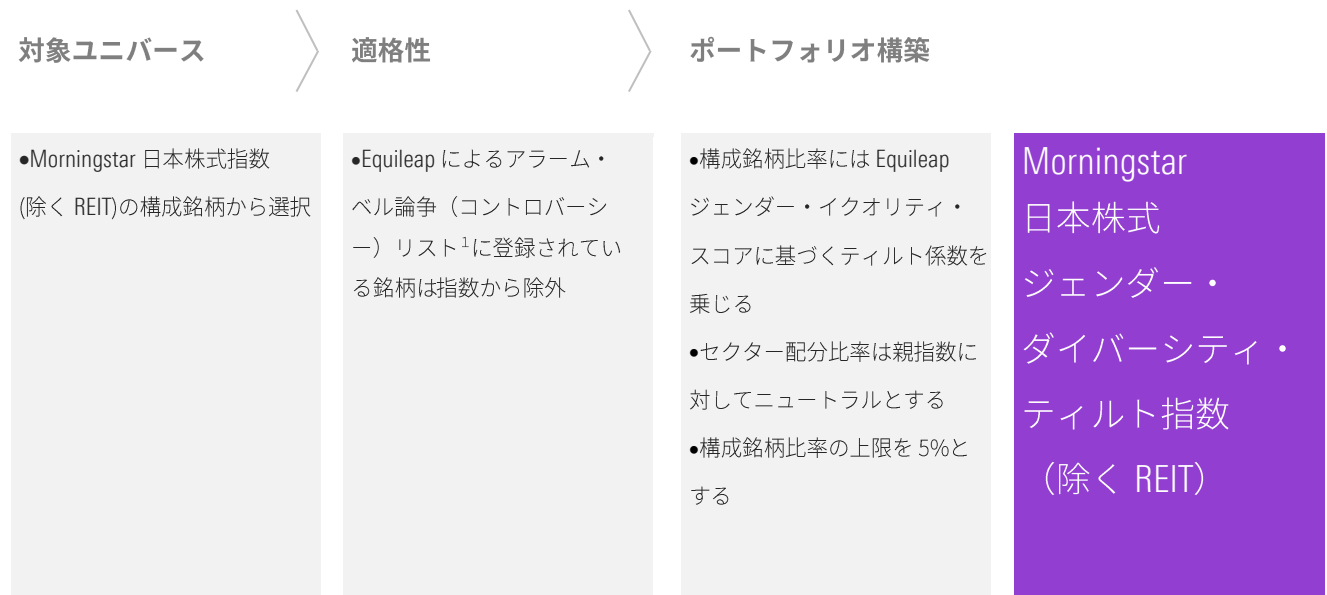 対象ユニバース
適格性
ポートフォリオ構築
●Morningstar 日本株式指数
(除く REIT)の構成銘柄から選択
●Equileap によるアラーム・
ベル論争（コントロバーシ
ー）リスト1に登録されてい
る銘柄は指数から除外
●構成銘柄比率には Equileap
ジェンダー・イクオリティ・
スコアに基づくティルト係数を
乗じる
●セクター配分比率は親指数に
対してニュートラルとする
●構成銘柄比率の上限を 5%と
する
Morningstar
日本株式
ジェンダー・
ダイバーシティ・
ティルト指数
（除く REIT）